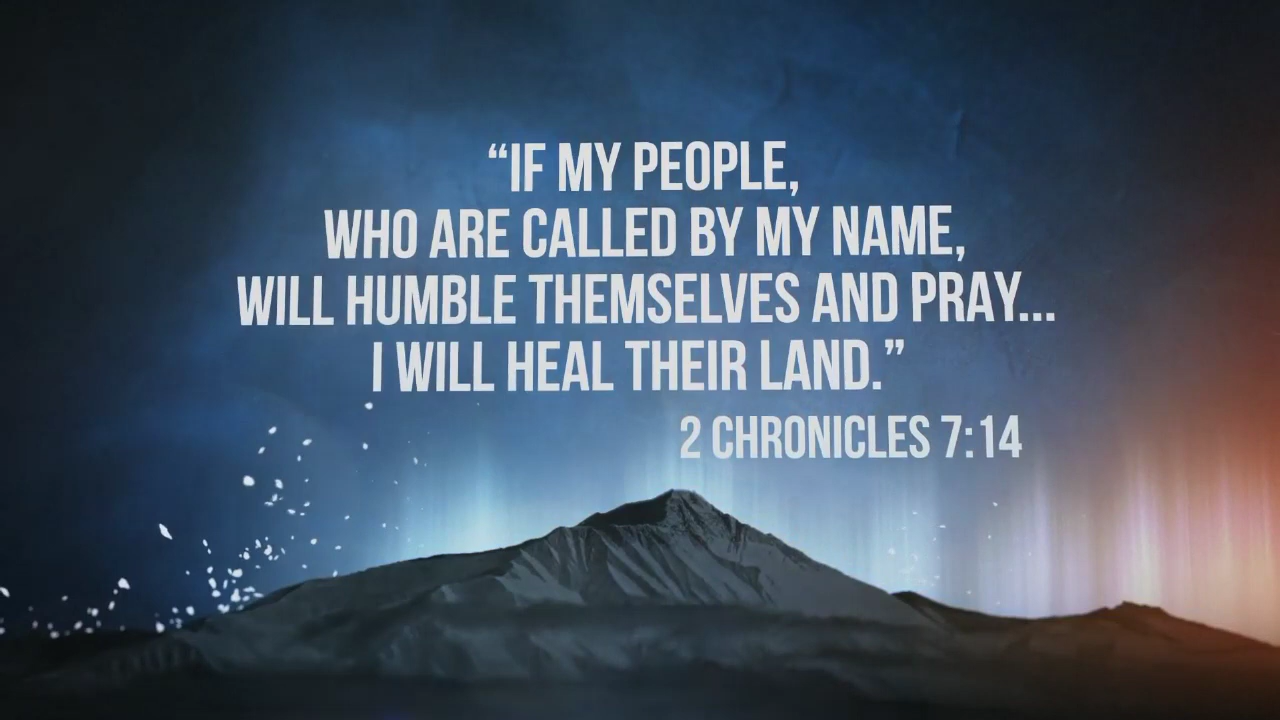 “IF MY PEOPLE,
WHO ARE CALLED BY MY NAME,
WILL HUMBLE THEMSELVES AND PRAY...
I WILL HEAL THEIR LAND.”
2 CHRONICLES 7:14